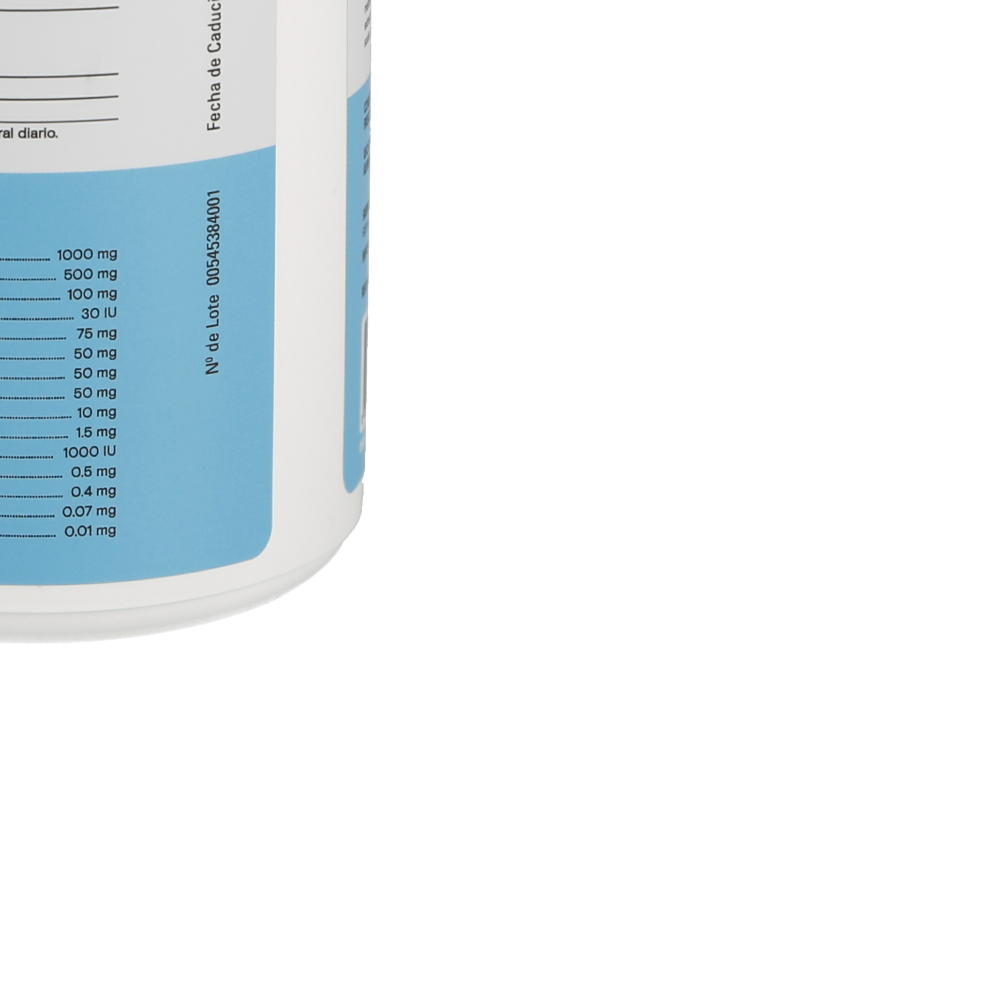 ral diario.
1000 mg
500 mg
100 mg
30 IU
75 mg
50 mg
50 mg
50 mg
10 mg
1.5 mg
1000 IU
0.5 mg
0.4 mg
0.07 mg
0.01 mg
Fecha de Caduci
Nº de Lote 00545384001